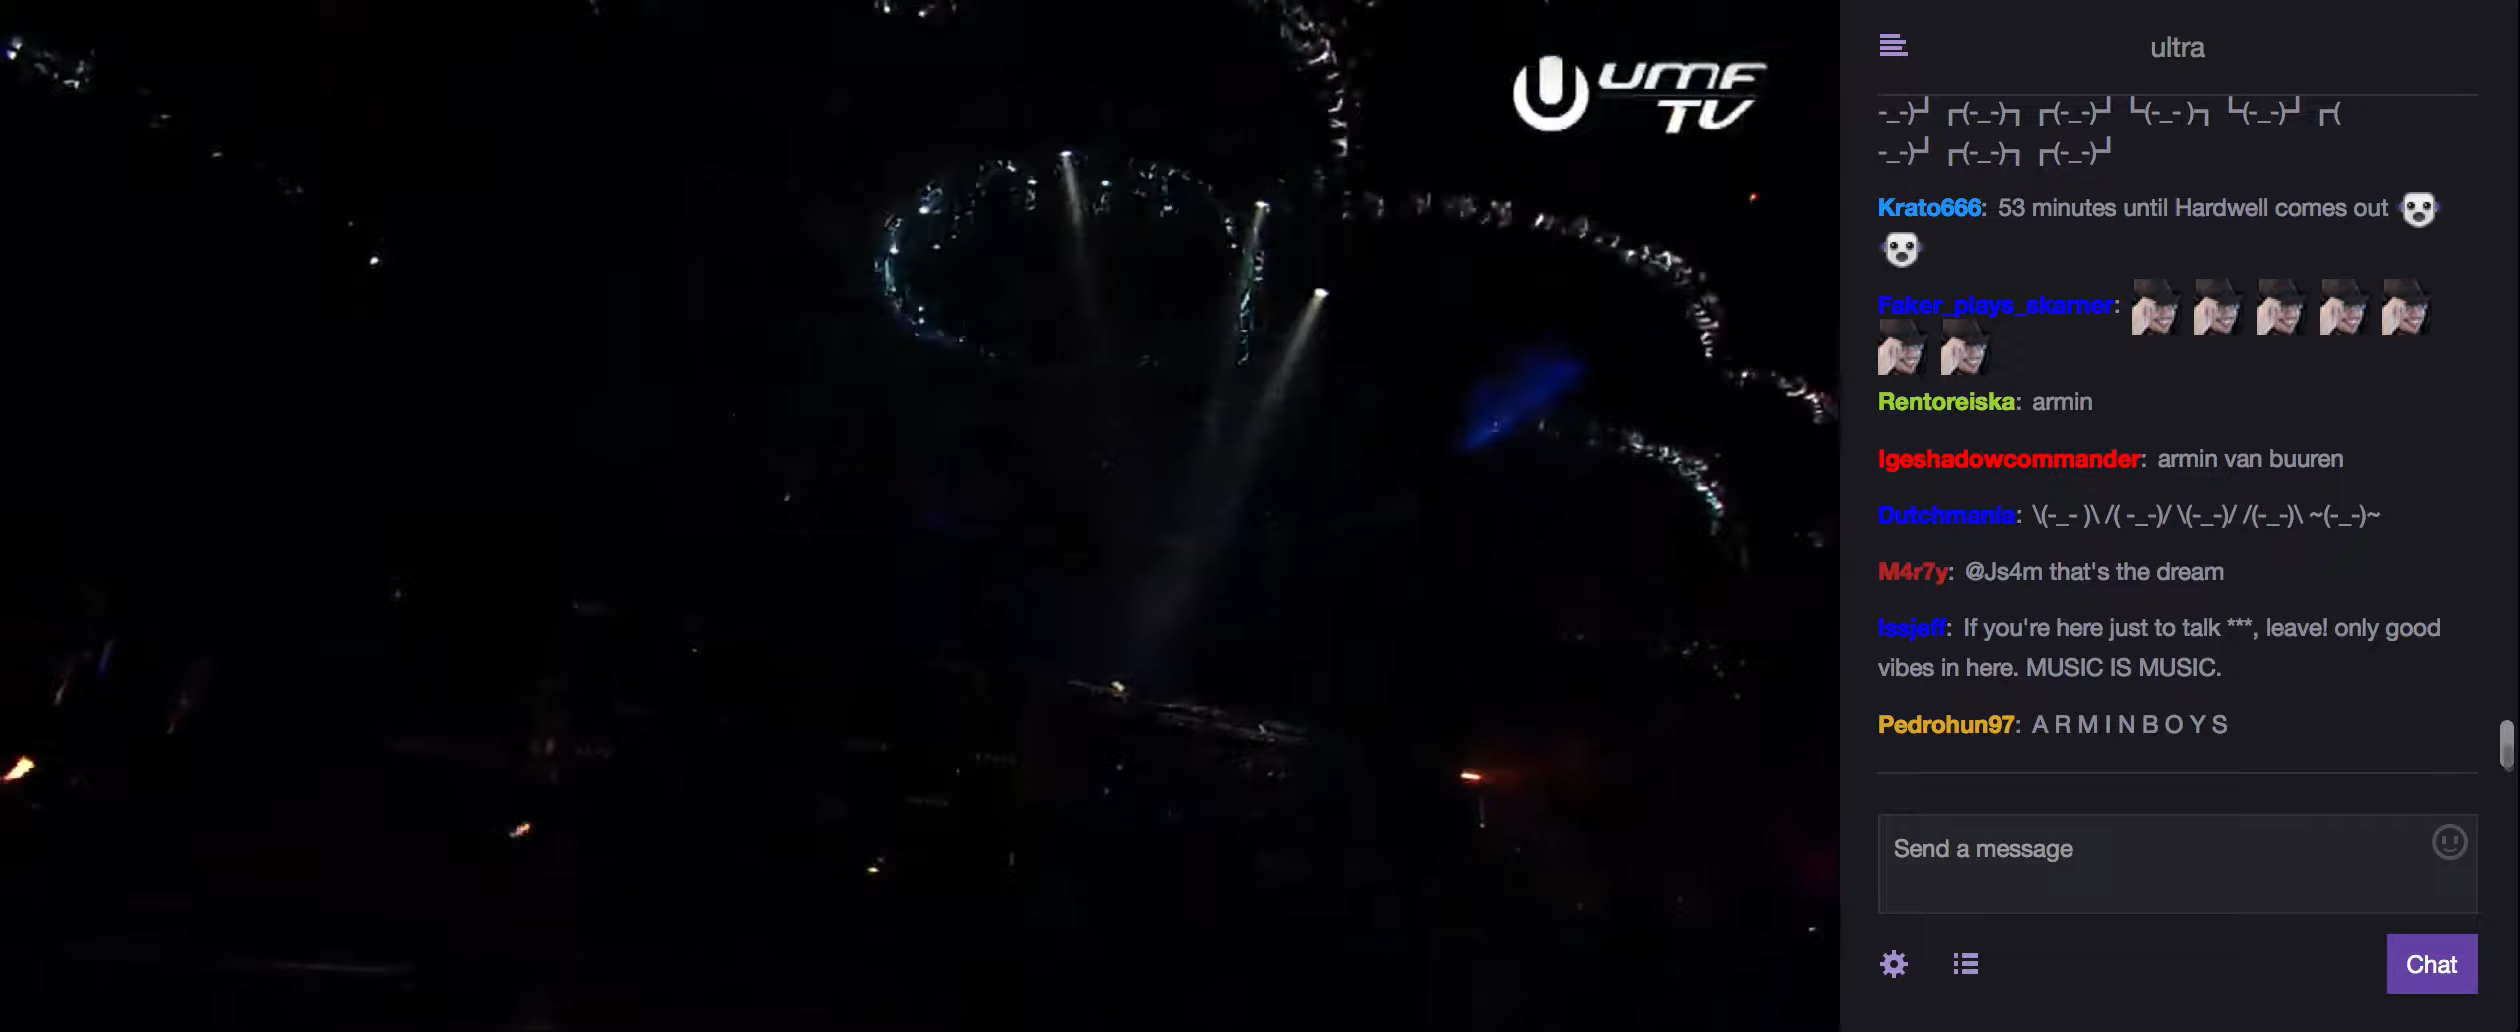 UMF
TV
ultra
-_-)┘ ┌(-_-)┐ ┌(-_-)┘ └(-_- )┐ └(-_-)┘ ┌(
-_-)┘ ┌(-_-)┐ ┌(-_-)┘
Krato666: 53 minutes until Hardwell comes out
Faker_plays_skarner:
Rentoreiska: armin
Igeshadowcommander: armin van buuren
Dutchmania: \(-_- )\ /( -_-)/ \(-_-)/ /(-_-)\ ~(-_-)~
M4r7y: @Js4m that's the dream
Issjeff: If you're here just to talk ***, leave! only good
vibes in here. MUSIC IS MUSIC.
Pedrohun97: A R M I N B O Y S
Send a message
Chat